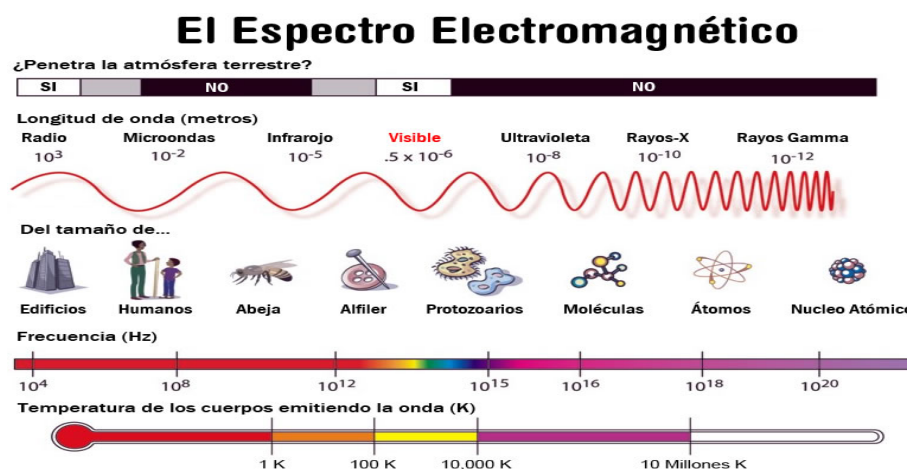 El Espectro Electromagnético
¿Penetra la atmósfera terrestre?
SI NO SI NO
Longitud de onda (metros)
Radio Microondas Infrarojo Visible Ultravioleta Rayos-X Rayos Gamma
10³ 10⁻² 10⁻⁵ .5 x 10⁻⁶ 10⁻⁸ 10⁻¹⁰ 10⁻¹²
Del tamaño de...
Edificios Humanos Abeja Alfiler Protozoarios Moléculas Átomos Nucleo Atómico
Frecuencia (Hz)
10⁴ 10⁸ 10¹² 10¹⁵ 10¹⁶ 10¹⁸ 10²⁰
Temperatura de los cuerpos emitiendo la onda (K)
1 K 100 K 10.000 K 10 Millones K